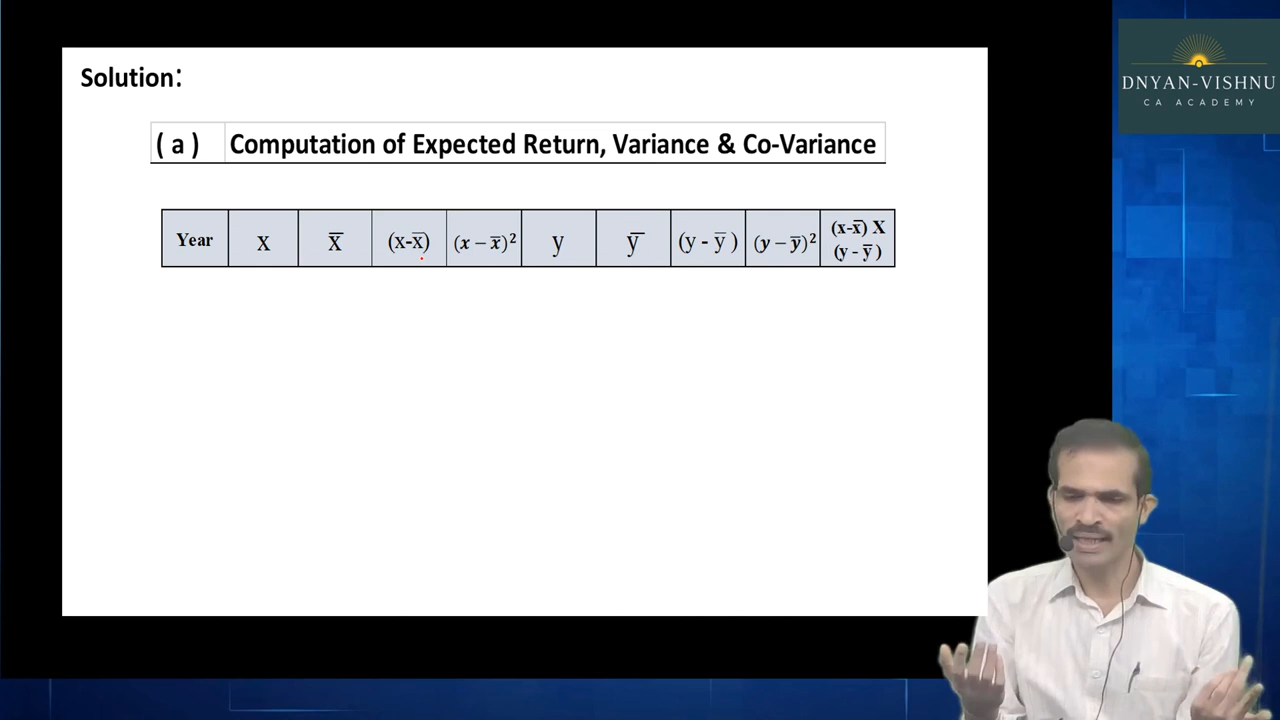 Solution:
( a ) Computation of Expected Return, Variance & Co-Variance
Year x x̅ (x-x̅) (x − x̅)² y y̅ (y - y̅ ) (y − y̅)² (x-x̅) X
(y - y̅ )
DNYAN-VISHNU
CA ACADEMY